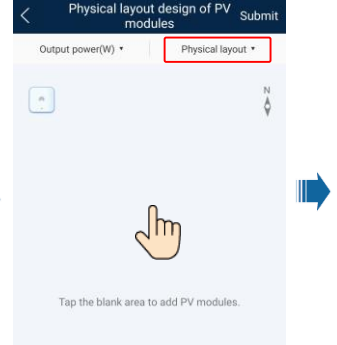 Physical layout design of PV
modules
Submit
Output power(W)
Physical layout
N
Tap the blank area to add PV modules.